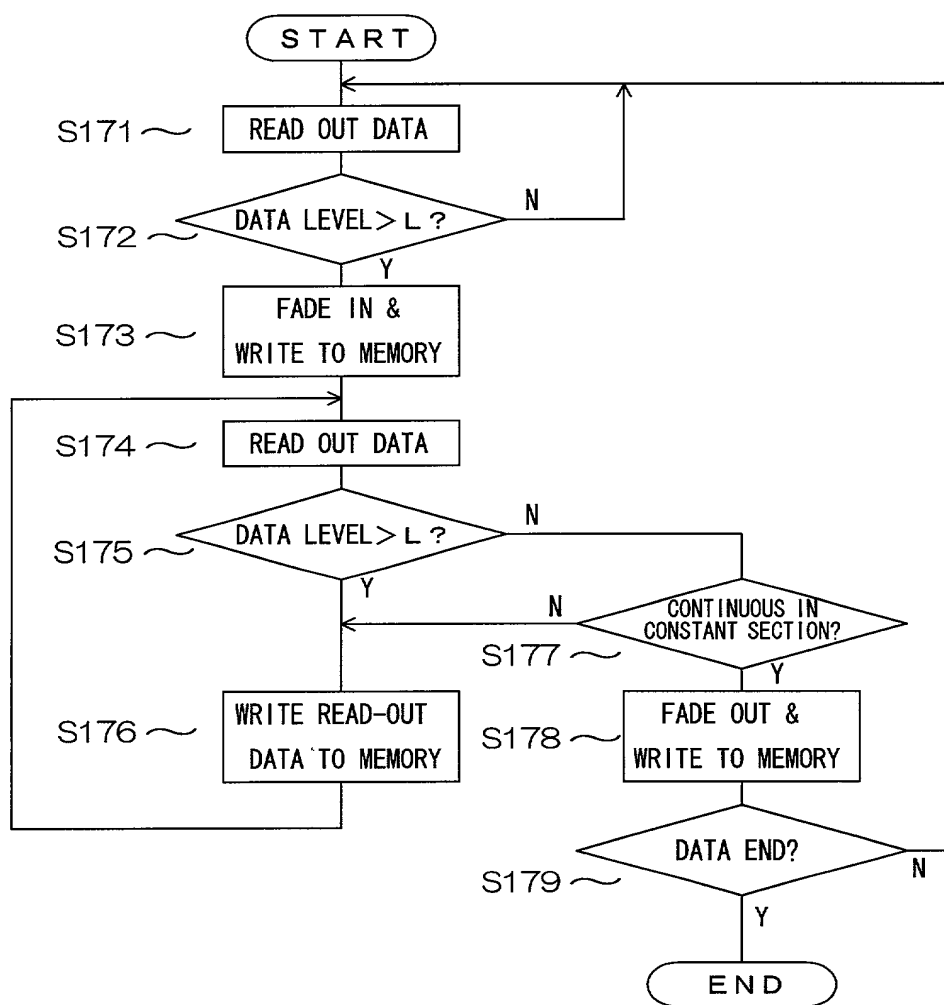 START
S171
READ OUT DATA
N
DATA LEVEL > L ?
S172
Y
FADE IN &
WRITE TO MEMORY
S173
S174
READ OUT DATA
N
DATA LEVEL > L ?
S175
Y
N
CONTINUOUS IN
CONSTANT SECTION?
S177
Y
WRITE READ-OUT
DATA TO MEMORY
S176
FADE OUT &
WRITE TO MEMORY
S178
DATA END?
N
S179
Y
END